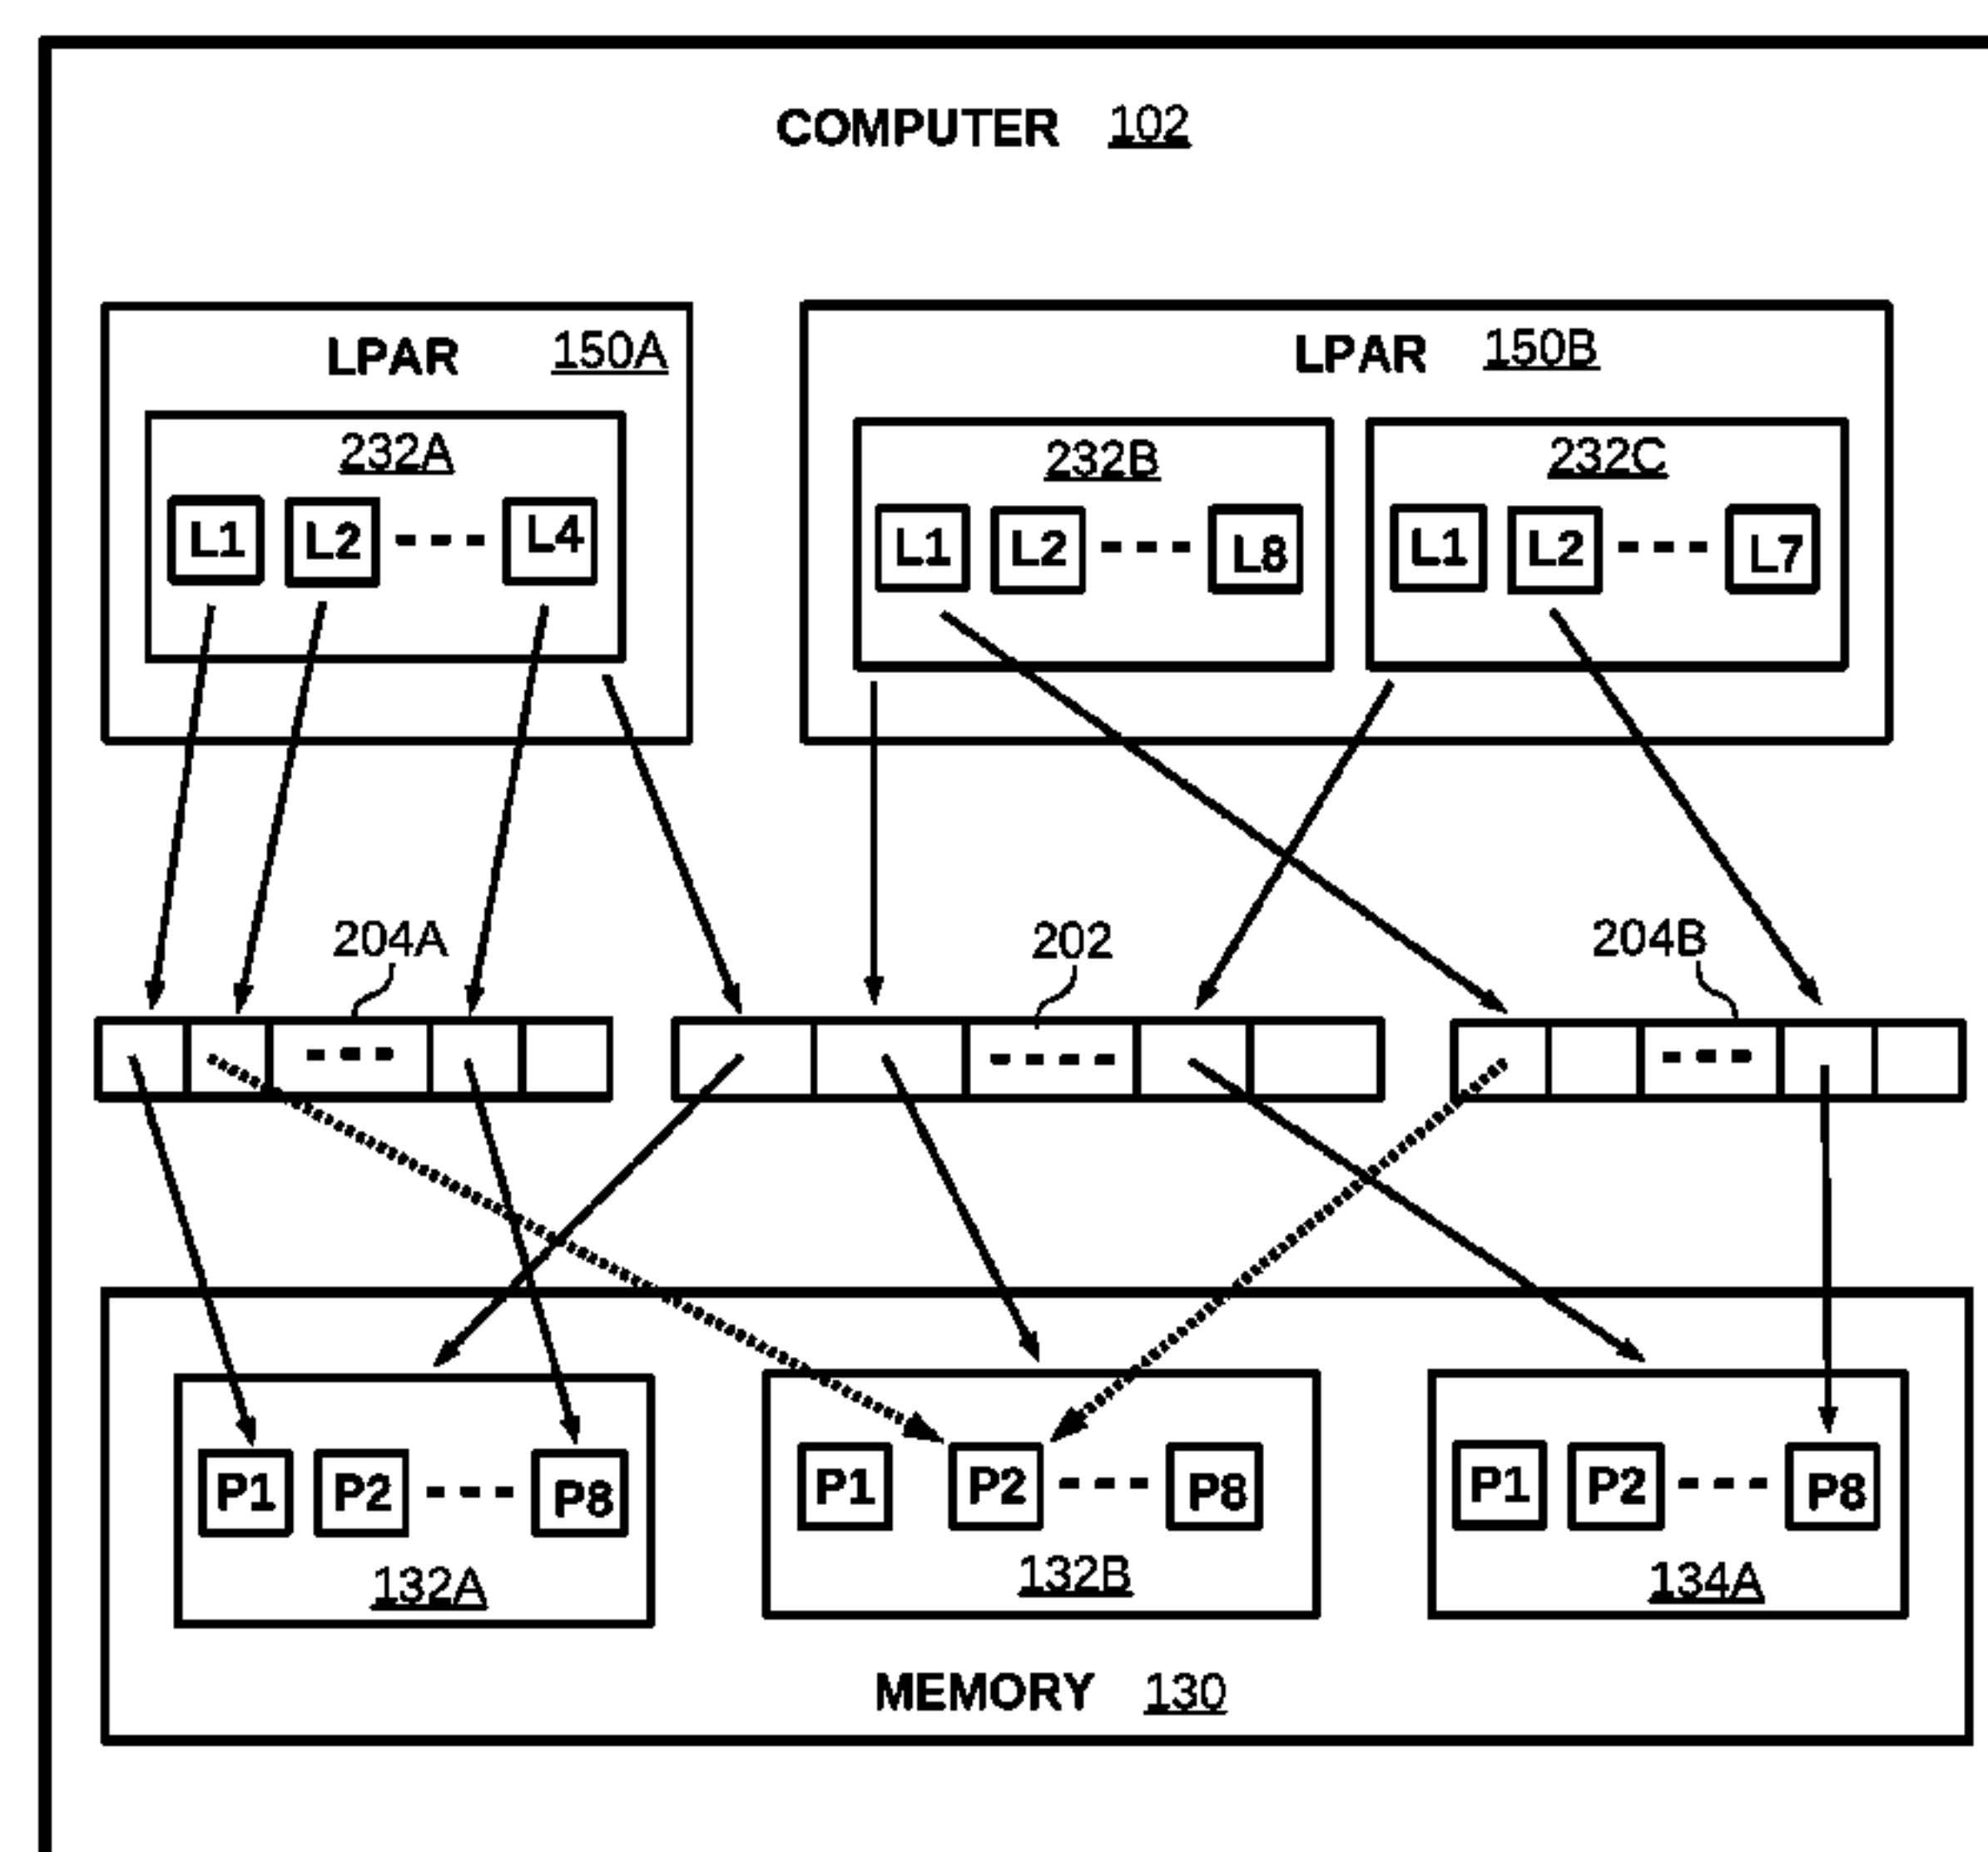 COMPUTER 102
LPAR 150A
LPAR 150B
232A
L1 L2 L4
232B
L1 L2 L8
232C
L1 L2 L7
204A
202
204B
P1 P2 P8
132A
P1 P2 P8
132B
P1 P2 P8
134A
MEMORY 130